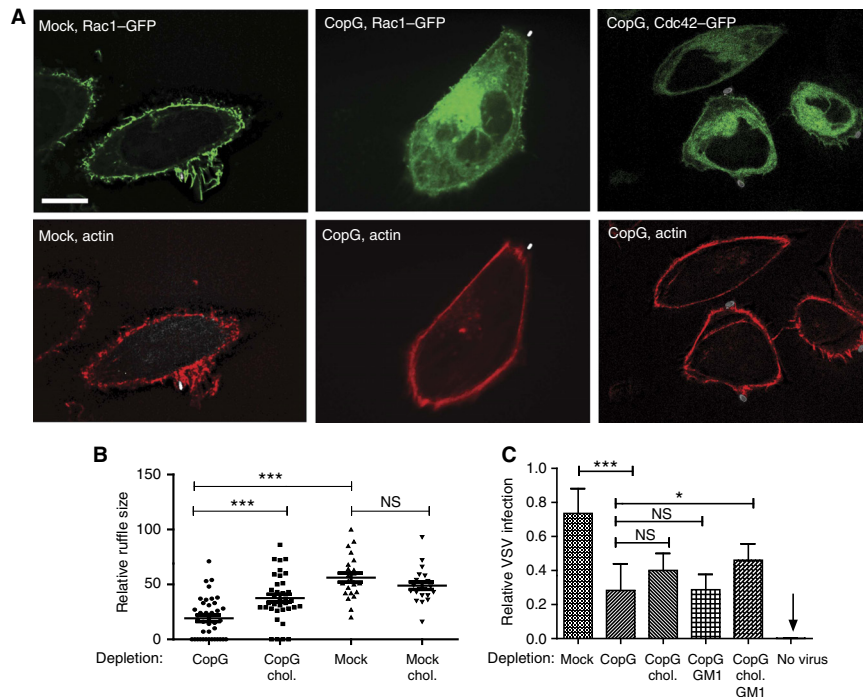 A
Mock, Rac1–GFP
CopG, Rac1–GFP
CopG, Cdc42–GFP
Mock, actin
CopG, actin
CopG, actin
B
Relative ruffle size
150
100
50
0
***
***
NS
Depletion:
CopG
CopG chol.
Mock
Mock chol.
C
Relative VSV infection
1.0
0.8
0.6
0.4
0.2
0.0
***
*
NS
NS
Depletion:
Mock
CopG
CopG chol.
CopG GM1
CopG chol. GM1
No virus